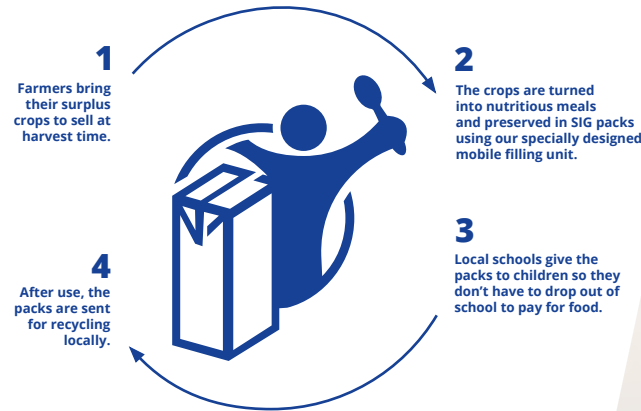 1
Farmers bring
their surplus
crops to sell at
harvest time.
2
The crops are turned
into nutritious meals
and preserved in SIG packs
using our specially designed
mobile filling unit.
3
Local schools give the
packs to children so they
don’t have to drop out of
school to pay for food.
4
After use, the
packs are sent
for recycling
locally.